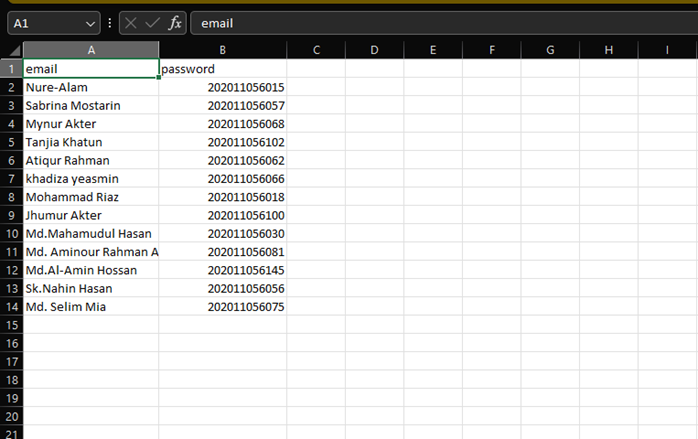 A1 fx email
A B C D E F G H I
1 email password
2 Nure-Alam 202011056015
3 Sabrina Mostarin 202011056057
4 Mynur Akter 202011056068
5 Tanjia Khatun 202011056102
6 Atiqur Rahman 202011056062
7 khadiza yeasmin 202011056066
8 Mohammad Riaz 202011056018
9 Jhumur Akter 202011056100
10 Md.Mahamudul Hasan 202011056030
11 Md. Aminour Rahman A 202011056081
12 Md.Al-Amin Hossan 202011056145
13 Sk.Nahin Hasan 202011056056
14 Md. Selim Mia 202011056075
15
16
17
18
19
20
21